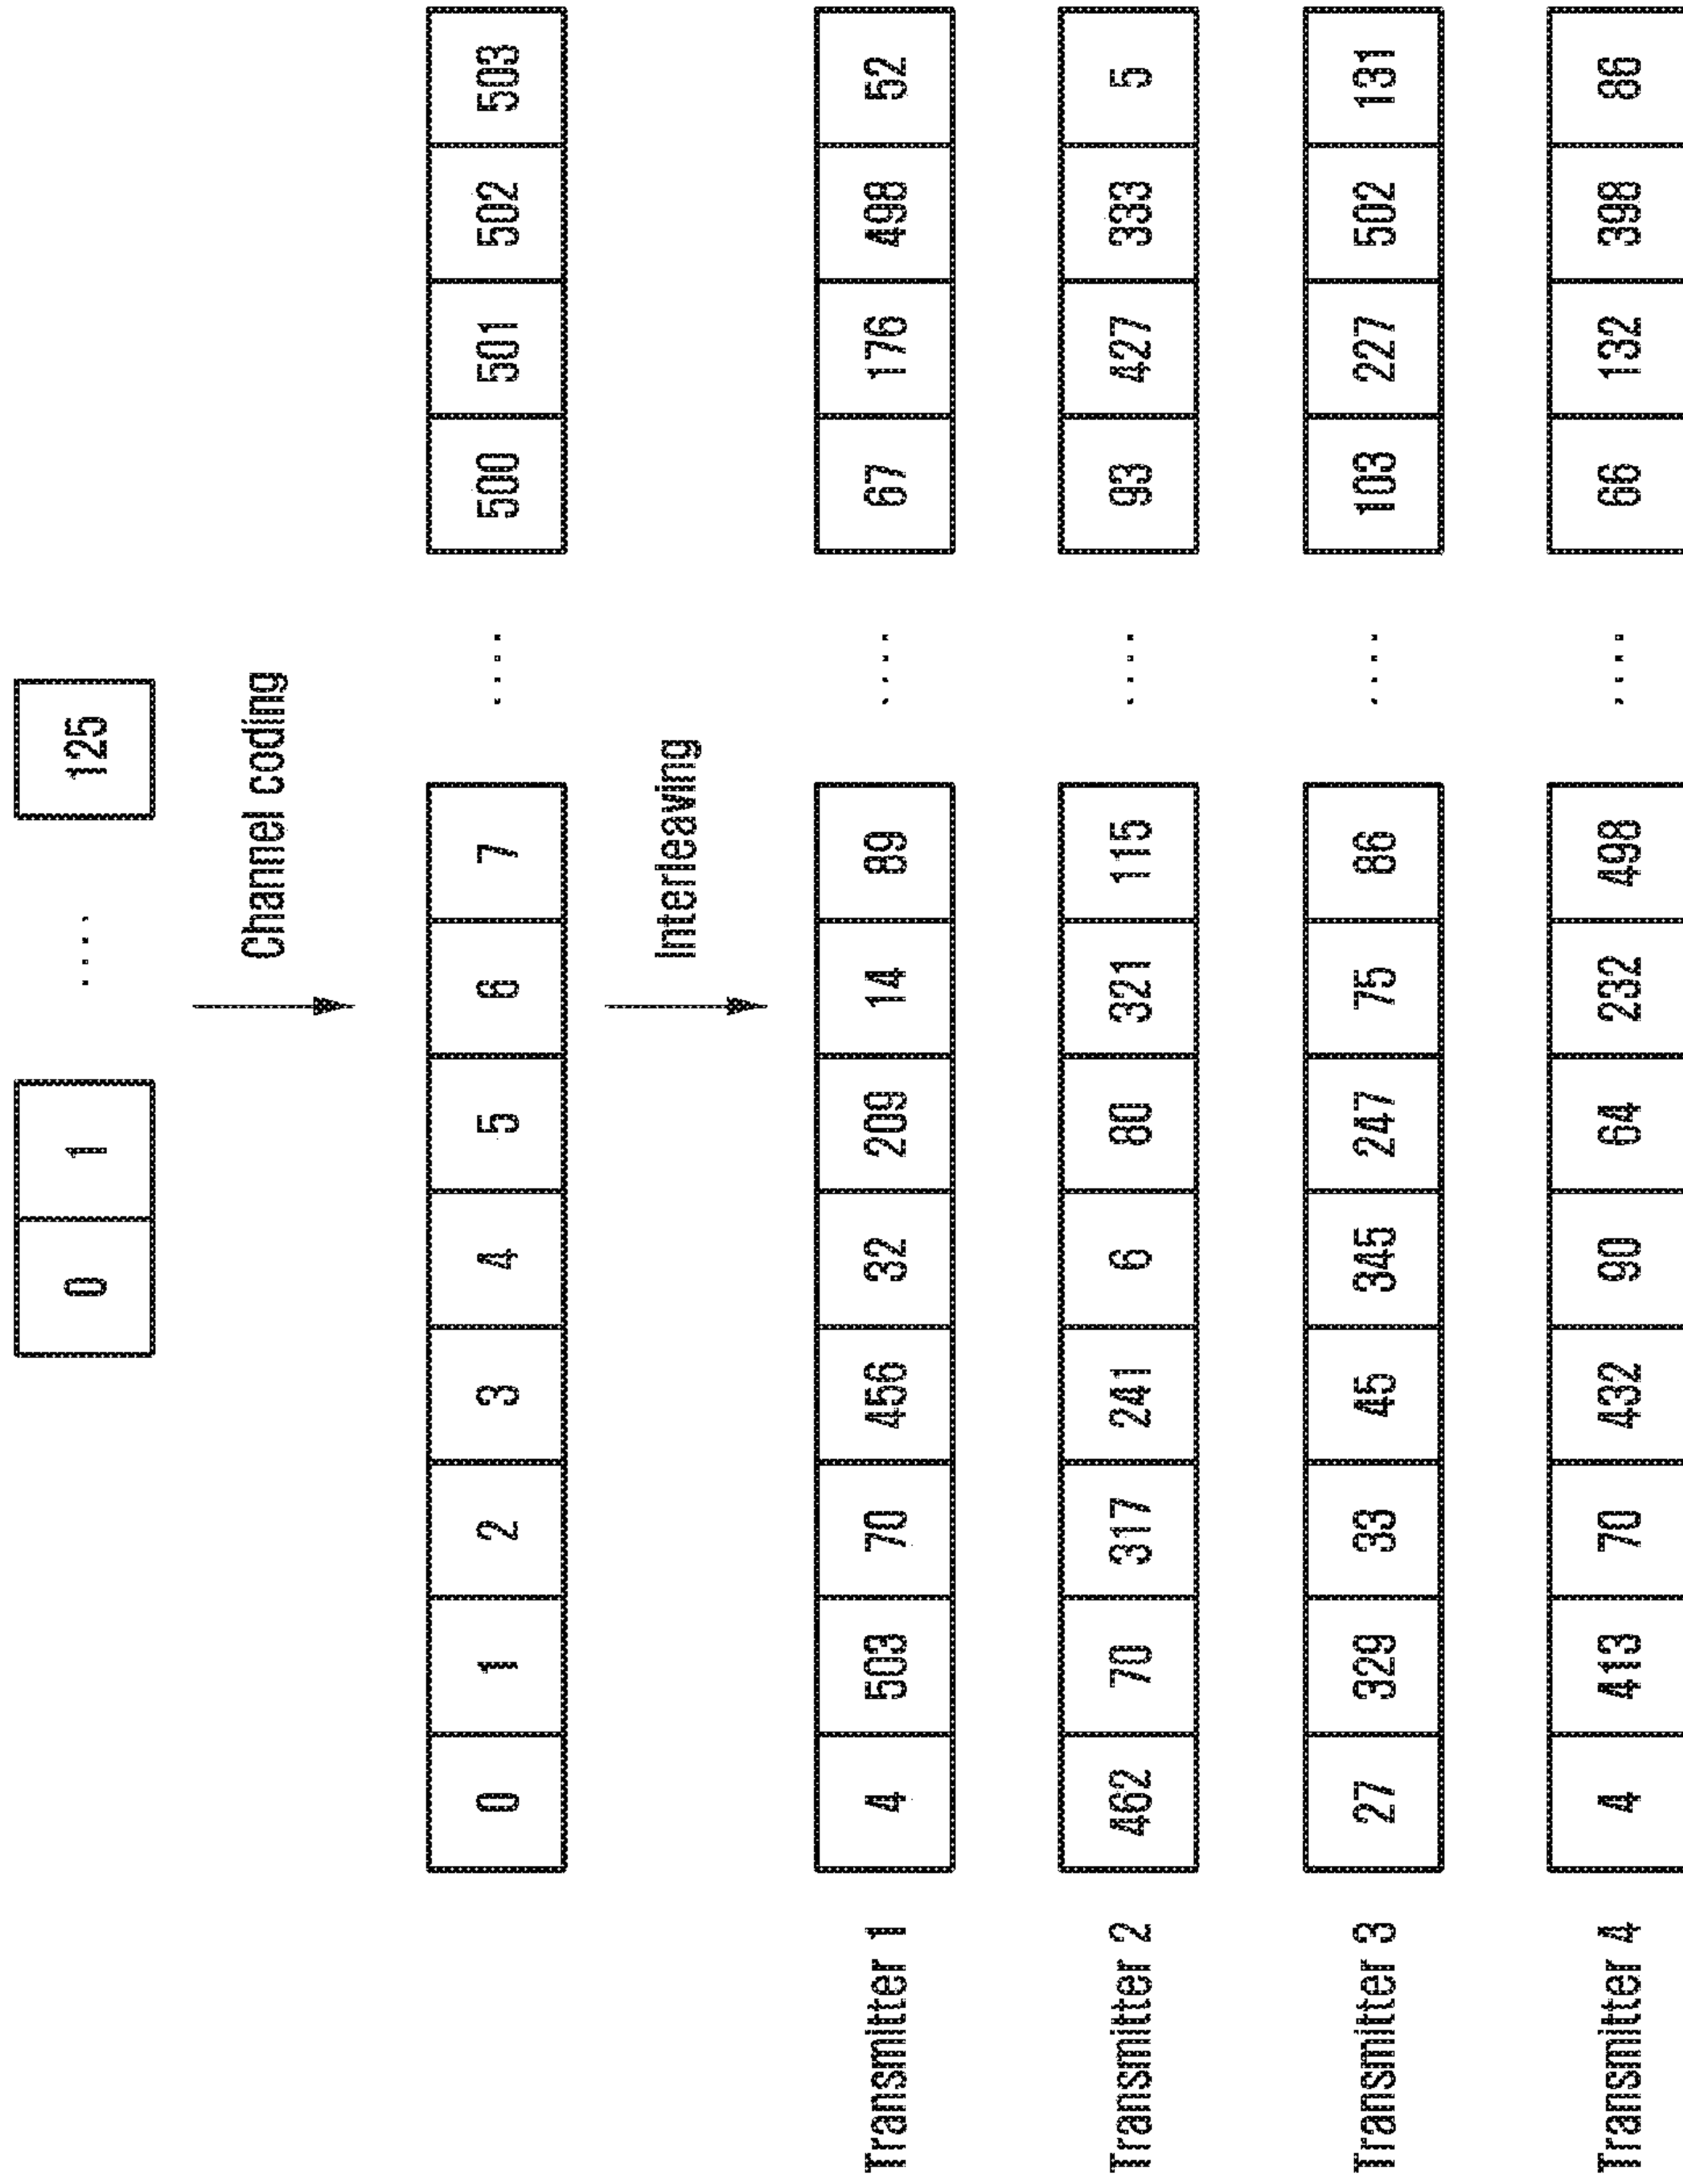 0 1 .... 125
Channel coding
0 1 2 3 4 5 6 7 .... 500 501 502 503
Interleaving
Transmitter 1 4 503 70 456 32 209 14 89 .... 67 176 498 52
Transmitter 2 462 70 317 241 6 80 321 115 .... 93 427 333 5
Transmitter 3 27 329 33 45 345 247 75 86 .... 103 227 502 131
Transmitter 4 4 413 70 432 90 64 232 498 .... 66 132 398 86